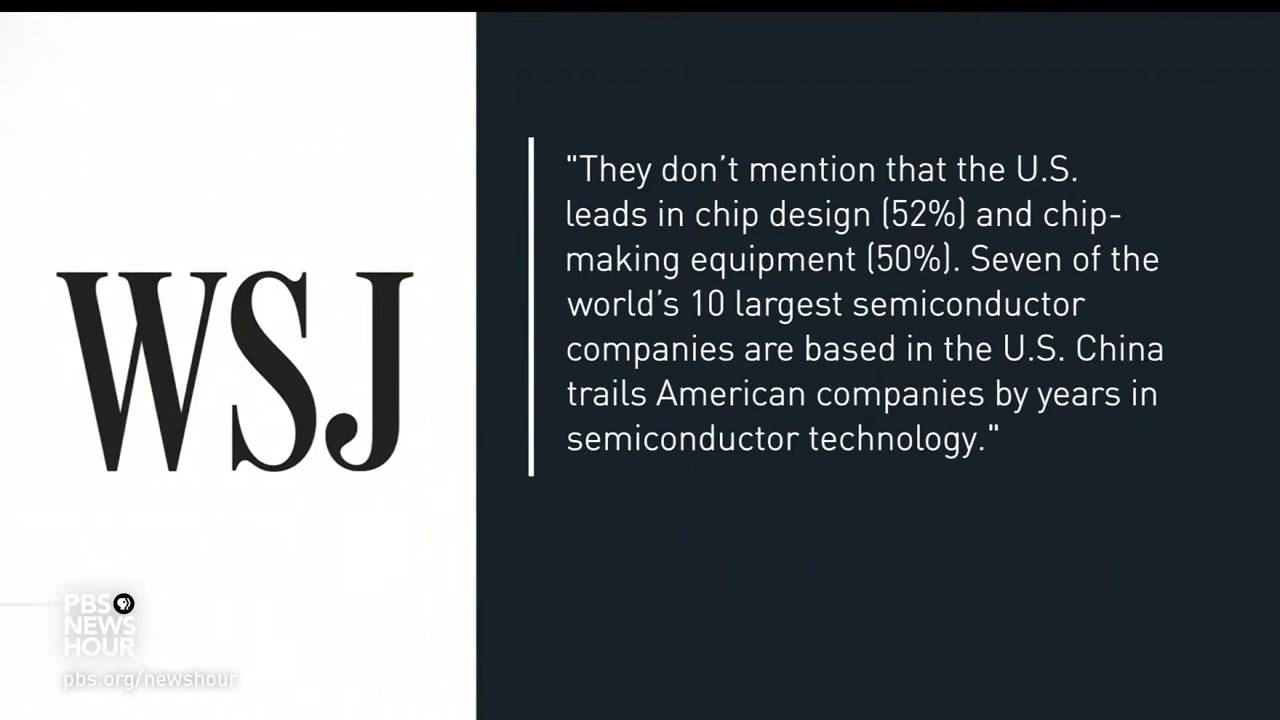 WSJ
"They don't mention that the U.S.
leads in chip design (52%) and chip-
making equipment (50%). Seven of the
world's 10 largest semiconductor
companies are based in the U.S. China
trails American companies by years in
semiconductor technology."
PBS
NEWS
HOUR
pbs.org/newshour